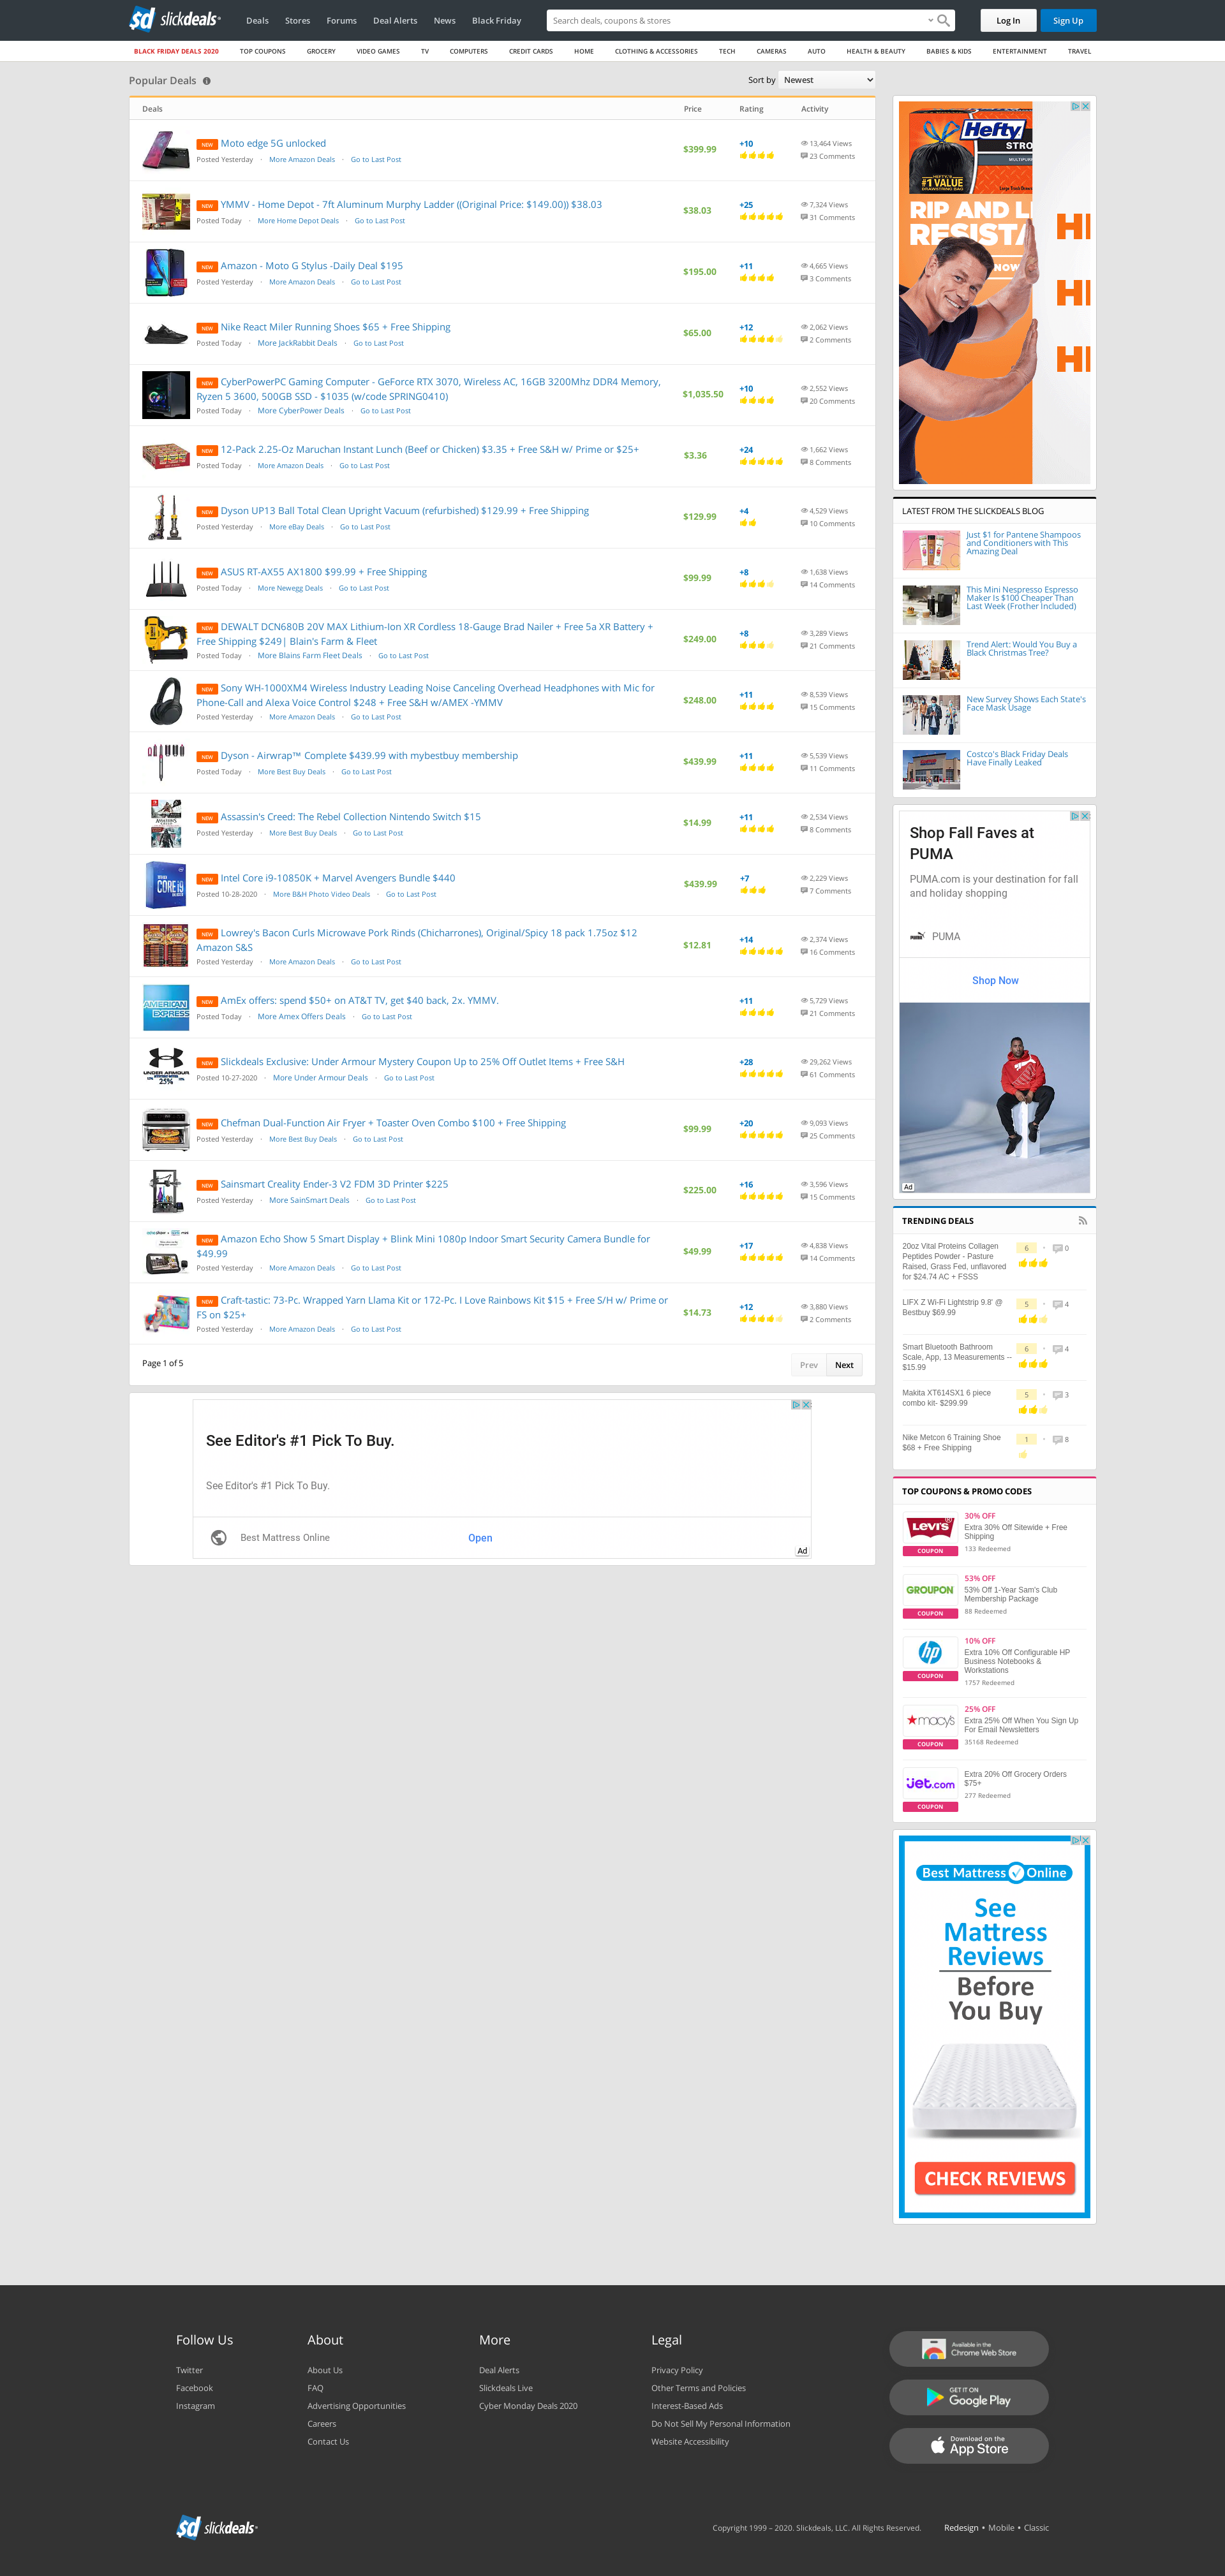 slickdeals
Deals
Stores
Forums
Deal Alerts
News
Black Friday
Search deals, coupons & stores
Log In
Sign Up
BLACK FRIDAY DEALS 2020
TOP COUPONS
GROCERY
VIDEO GAMES
TV
COMPUTERS
CREDIT CARDS
HOME
CLOTHING & ACCESSORIES
TECH
CAMERAS
AUTO
HEALTH & BEAUTY
BABIES & KIDS
ENTERTAINMENT
TRAVEL
Popular Deals
Sort by Newest
Deals Price Rating Activity
NEW Moto edge 5G unlocked
Posted Yesterday · More Amazon Deals · Go to Last Post
$399.99 +10 13,464 Views
23 Comments
NEW YMMV - Home Depot - 7ft Aluminum Murphy Ladder ((Original Price: $149.00)) $38.03
Posted Today · More Home Depot Deals · Go to Last Post
$38.03 +25 7,324 Views
31 Comments
NEW Amazon - Moto G Stylus -Daily Deal $195
Posted Yesterday · More Amazon Deals · Go to Last Post
$195.00 +11 4,665 Views
3 Comments
NEW Nike React Miler Running Shoes $65 + Free Shipping
Posted Today · More JackRabbit Deals · Go to Last Post
$65.00 +12 2,062 Views
2 Comments
NEW CyberPowerPC Gaming Computer - GeForce RTX 3070, Wireless AC, 16GB 3200Mhz DDR4 Memory,
Ryzen 5 3600, 500GB SSD - $1035 (w/code SPRING0410)
Posted Today · More CyberPower Deals · Go to Last Post
$1,035.50 +10 2,552 Views
20 Comments
NEW 12-Pack 2.25-Oz Maruchan Instant Lunch (Beef or Chicken) $3.35 + Free S&H w/ Prime or $25+
Posted Today · More Amazon Deals · Go to Last Post
$3.36 +24 1,662 Views
8 Comments
NEW Dyson UP13 Ball Total Clean Upright Vacuum (refurbished) $129.99 + Free Shipping
Posted Yesterday · More eBay Deals · Go to Last Post
$129.99 +4 4,529 Views
10 Comments
NEW ASUS RT-AX55 AX1800 $99.99 + Free Shipping
Posted Today · More Newegg Deals · Go to Last Post
$99.99 +8 1,638 Views
14 Comments
NEW DEWALT DCN680B 20V MAX Lithium-Ion XR Cordless 18-Gauge Brad Nailer + Free 5a XR Battery +
Free Shipping $249| Blain's Farm & Fleet
Posted Today · More Blains Farm Fleet Deals · Go to Last Post
$249.00 +8 3,289 Views
21 Comments
NEW Sony WH-1000XM4 Wireless Industry Leading Noise Canceling Overhead Headphones with Mic for
Phone-Call and Alexa Voice Control $248 + Free S&H w/AMEX -YMMV
Posted Yesterday · More Amazon Deals · Go to Last Post
$248.00 +11 8,539 Views
15 Comments
NEW Dyson - Airwrap™ Complete $439.99 with mybestbuy membership
Posted Today · More Best Buy Deals · Go to Last Post
$439.99 +11 5,539 Views
11 Comments
NEW Assassin's Creed: The Rebel Collection Nintendo Switch $15
Posted Yesterday · More Best Buy Deals · Go to Last Post
$14.99 +11 2,534 Views
8 Comments
NEW Intel Core i9-10850K + Marvel Avengers Bundle $440
Posted 10-28-2020 · More B&H Photo Video Deals · Go to Last Post
$439.99 +7 2,229 Views
7 Comments
NEW Lowrey's Bacon Curls Microwave Pork Rinds (Chicharrones), Original/Spicy 18 pack 1.75oz $12
Amazon S&S
Posted Yesterday · More Amazon Deals · Go to Last Post
$12.81 +14 2,374 Views
16 Comments
AMERICAN EXPRESS
NEW AmEx offers: spend $50+ on AT&T TV, get $40 back, 2x. YMMV.
Posted Today · More Amex Offers Deals · Go to Last Post
+11 5,729 Views
21 Comments
UNDER ARMOUR
25%
NEW Slickdeals Exclusive: Under Armour Mystery Coupon Up to 25% Off Outlet Items + Free S&H
Posted 10-27-2020 · More Under Armour Deals · Go to Last Post
+28 29,262 Views
61 Comments
NEW Chefman Dual-Function Air Fryer + Toaster Oven Combo $100 + Free Shipping
Posted Yesterday · More Best Buy Deals · Go to Last Post
$99.99 +20 9,093 Views
25 Comments
NEW Sainsmart Creality Ender-3 V2 FDM 3D Printer $225
Posted Yesterday · More SainSmart Deals · Go to Last Post
$225.00 +16 3,596 Views
15 Comments
NEW Amazon Echo Show 5 Smart Display + Blink Mini 1080p Indoor Smart Security Camera Bundle for
$49.99
Posted Yesterday · More Amazon Deals · Go to Last Post
$49.99 +17 4,838 Views
14 Comments
NEW Craft-tastic: 73-Pc. Wrapped Yarn Llama Kit or 172-Pc. I Love Rainbows Kit $15 + Free S/H w/ Prime or
FS on $25+
Posted Yesterday · More Amazon Deals · Go to Last Post
$14.73 +12 3,880 Views
2 Comments
Page 1 of 5
Prev Next
See Editor's #1 Pick To Buy.
See Editor's #1 Pick To Buy.
Best Mattress Online
Open
Ad
Hefty
STRO
#1 VALUE
RIP AND
RESISTA
NOW
LATEST FROM THE SLICKDEALS BLOG
Just $1 for Pantene Shampoos
and Conditioners with This
Amazing Deal
This Mini Nespresso Espresso
Maker Is $100 Cheaper Than
Last Week (Frother Included)
Trend Alert: Would You Buy a
Black Christmas Tree?
New Survey Shows Each State's
Face Mask Usage
Costco's Black Friday Deals
Have Finally Leaked
Shop Fall Faves at
PUMA
PUMA.com is your destination for fall
and holiday shopping
PUMA
Shop Now
Ad
TRENDING DEALS
20oz Vital Proteins Collagen
Peptides Powder - Pasture
Raised, Grass Fed, unflavored
for $24.74 AC + FSSS
6 · 0
LIFX Z Wi-Fi Lightstrip 9.8' @
Bestbuy $69.99
5 · 4
Smart Bluetooth Bathroom
Scale, App, 13 Measurements --
$15.99
6 · 4
Makita XT614SX1 6 piece
combo kit- $299.99
5 · 3
Nike Metcon 6 Training Shoe
$68 + Free Shipping
1 · 8
TOP COUPONS & PROMO CODES
LEVI'S
COUPON
30% OFF
Extra 30% Off Sitewide + Free
Shipping
133 Redeemed
GROUPON
COUPON
53% OFF
53% Off 1-Year Sam's Club
Membership Package
88 Redeemed
hp
COUPON
10% OFF
Extra 10% Off Configurable HP
Business Notebooks &
Workstations
1757 Redeemed
macys
COUPON
25% OFF
Extra 25% Off When You Sign Up
For Email Newsletters
35168 Redeemed
jet.com
COUPON
Extra 20% Off Grocery Orders
$75+
277 Redeemed
Best Mattress Online
See
Mattress
Reviews
Before
You Buy
CHECK REVIEWS
Follow Us
Twitter
Facebook
Instagram
About
About Us
FAQ
Advertising Opportunities
Careers
Contact Us
More
Deal Alerts
Slickdeals Live
Cyber Monday Deals 2020
Legal
Privacy Policy
Other Terms and Policies
Interest-Based Ads
Do Not Sell My Personal Information
Website Accessibility
Available in the
Chrome Web Store
GET IT ON
Google Play
Download on the
App Store
slickdeals
Copyright 1999 – 2020. Slickdeals, LLC. All Rights Reserved.
Redesign • Mobile • Classic